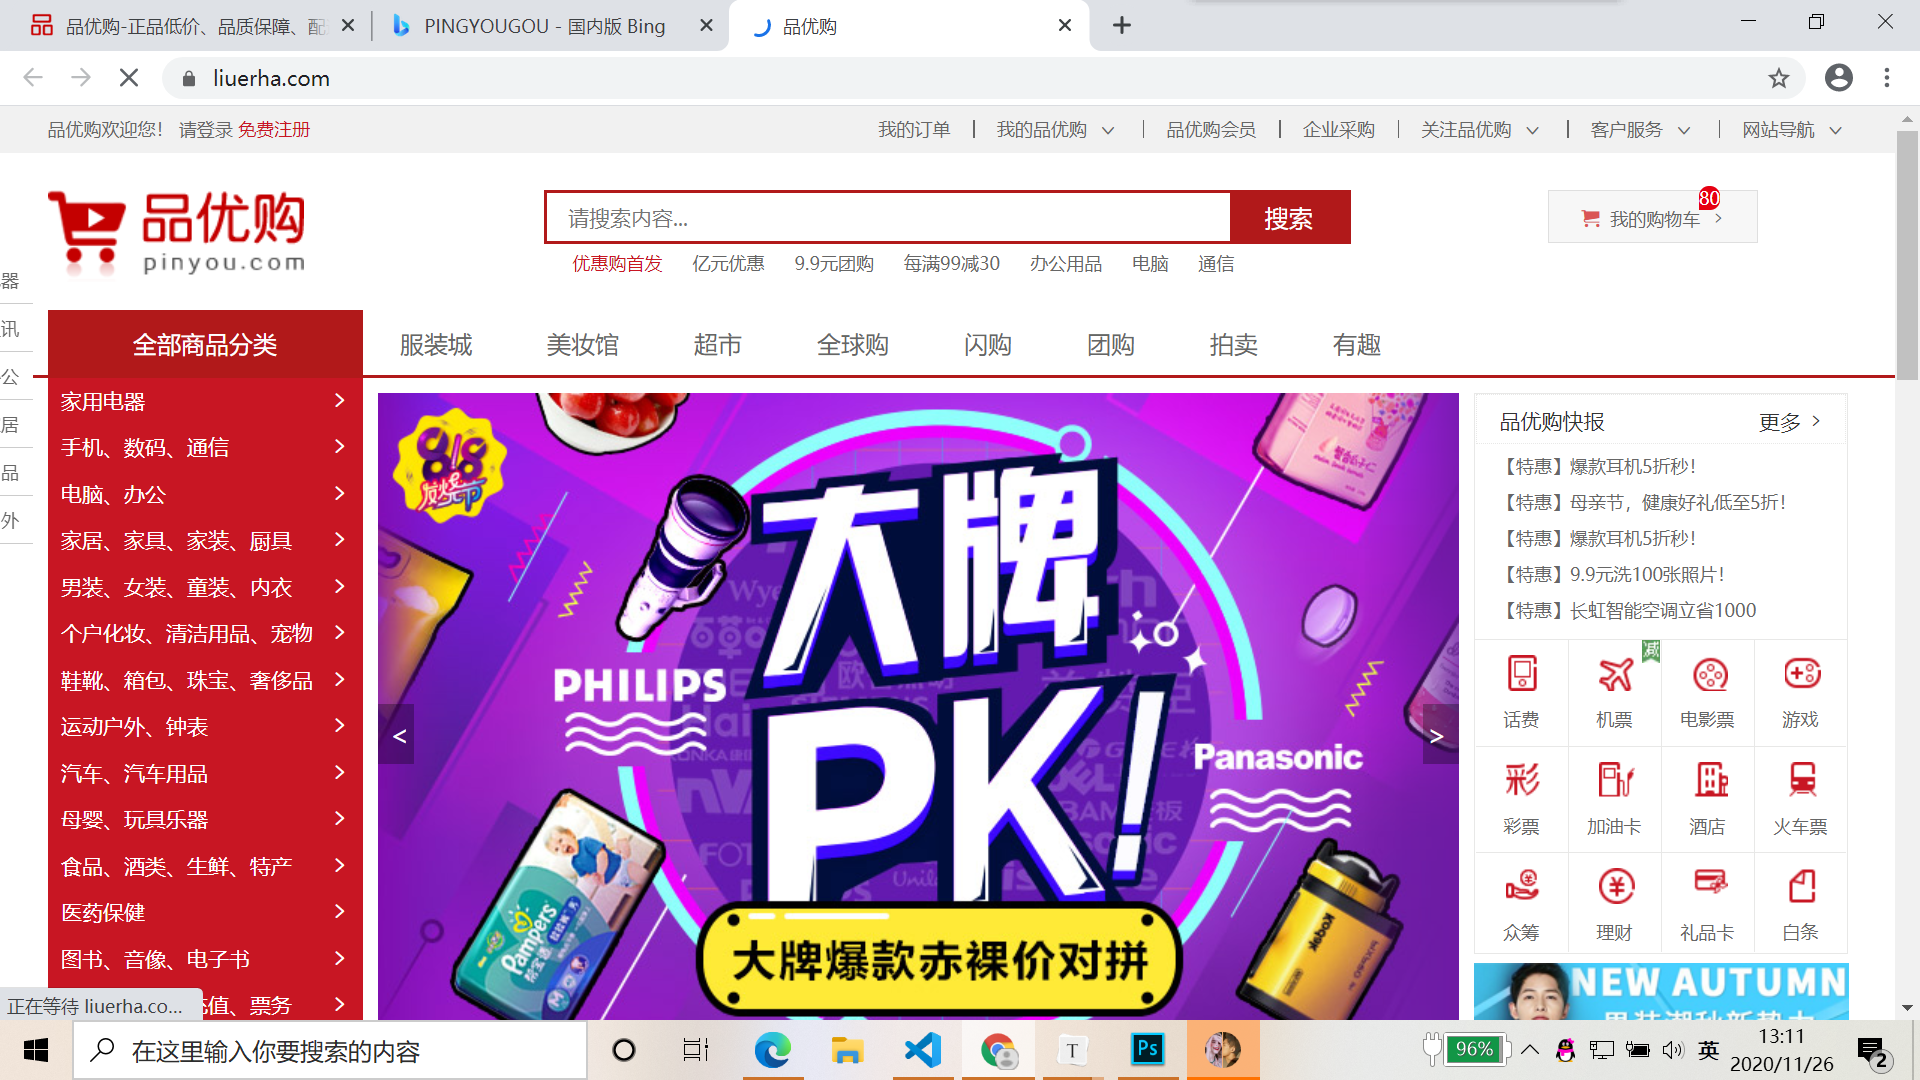 品优购-正品低价、品质保障、配
PINGYOUGOU - 国内版 Bing
品优购
liuerha.com
品优购欢迎您! 请登录 免费注册
我的订单 我的品优购 品优购会员 企业采购 关注品优购 客户服务 网站导航
品优购
pinyou.com
请搜索内容...
搜索
80
我的购物车
优惠购首发 亿元优惠 9.9元团购 每满99减30 办公用品 电脑 通信
器
讯
公
居
品
外
全部商品分类
服装城 美妆馆 超市 全球购 闪购 团购 拍卖 有趣
家用电器
手机、数码、通信
电脑、办公
家居、家具、家装、厨具
男装、女装、童装、内衣
个户化妆、清洁用品、宠物
鞋靴、箱包、珠宝、奢侈品
运动户外、钟表
汽车、汽车用品
母婴、玩具乐器
食品、酒类、生鲜、特产
医药保健
图书、音像、电子书
充值、票务
大牌
PK!
PHILIPS
Panasonic
Pampers
帮宝适
Kodak
大牌爆款赤裸价对拼
<
>
品优购快报
更多
【特惠】爆款耳机5折秒!
【特惠】母亲节，健康好礼低至5折!
【特惠】爆款耳机5折秒!
【特惠】9.9元洗100张照片!
【特惠】长虹智能空调立省1000
减
话费 机票 电影票 游戏
彩票 加油卡 酒店 火车票
众筹 理财 礼品卡 白条
NEW AUTUMN
正在等待 liuerha.co...
在这里输入你要搜索的内容
T
Ps
96%
英
13:11
2020/11/26
2